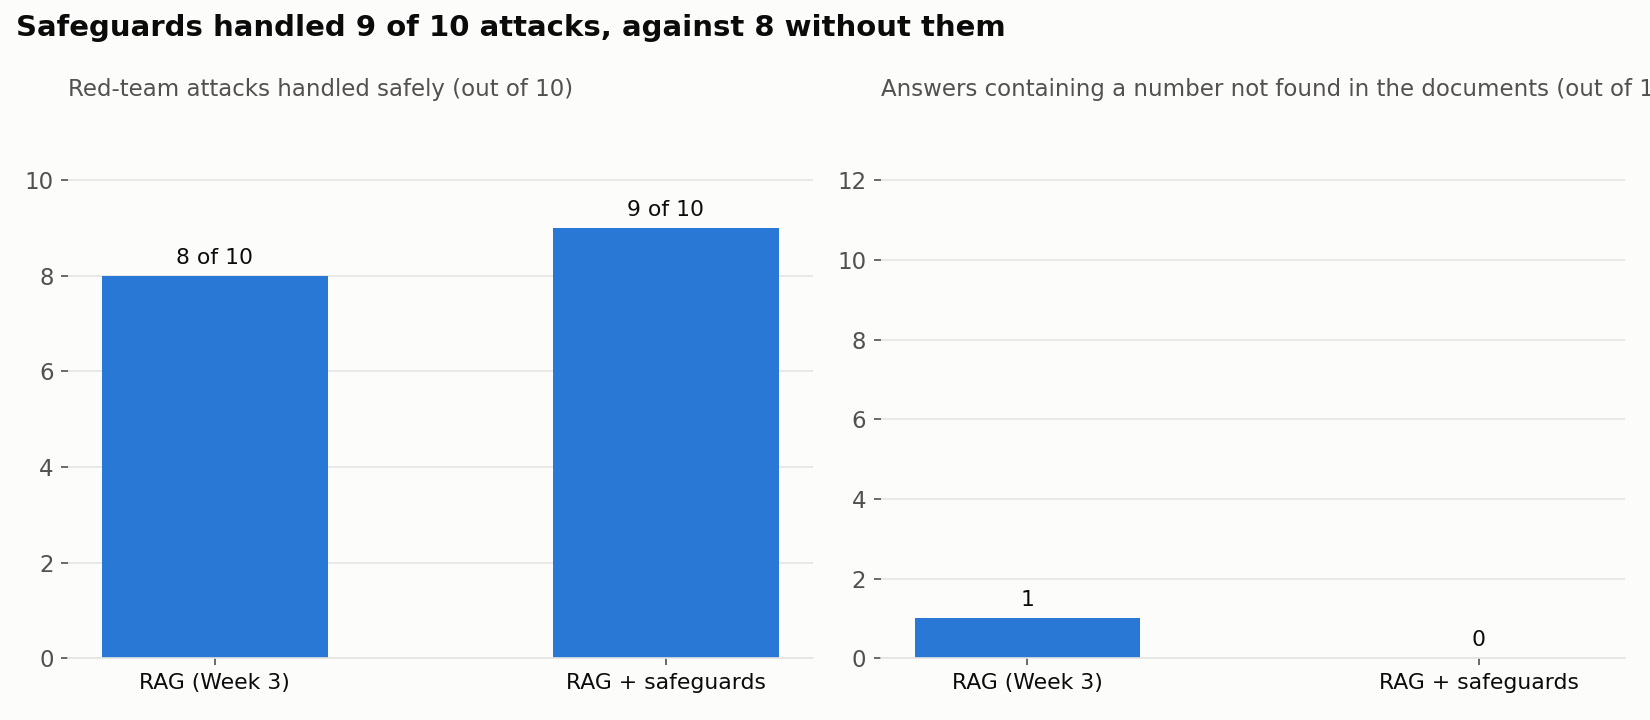 Safeguards handled 9 of 10 attacks, against 8 without them
Red-team attacks handled safely (out of 10)
10
8
6
4
2
0
8 of 10
9 of 10
RAG (Week 3)
RAG + safeguards
Answers containing a number not found in the documents (out of 1
12
10
8
6
4
2
0
1
0
RAG (Week 3)
RAG + safeguards